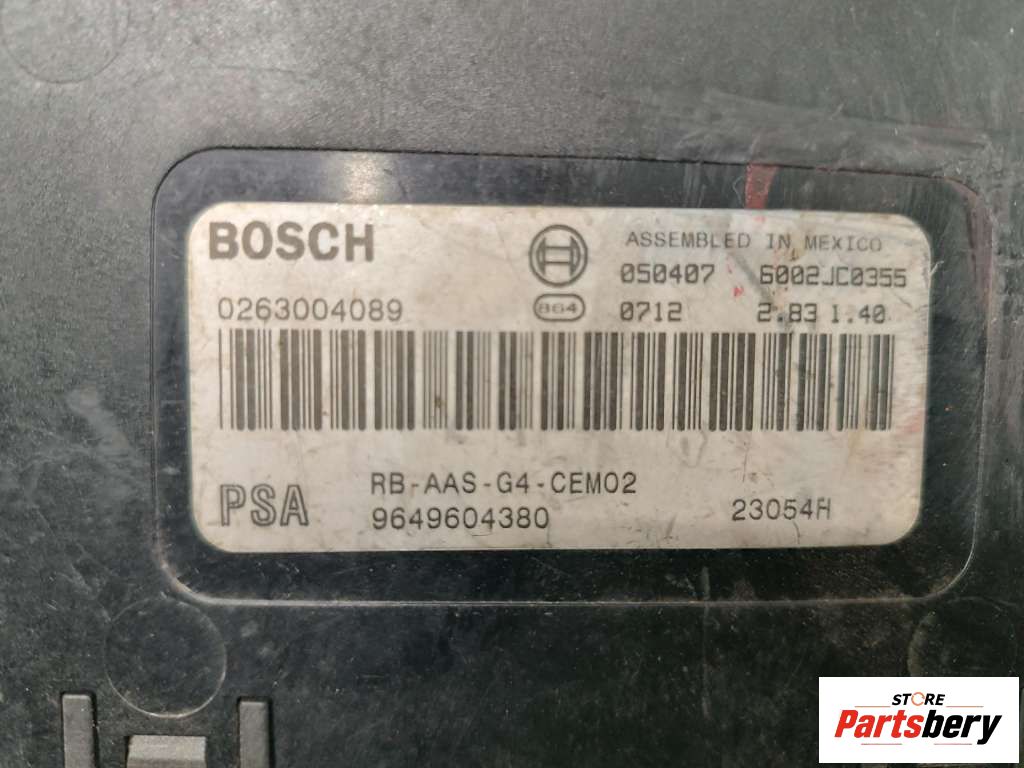 BOSCH
ASSEMBLED IN MEXICO
050407 6002JC0355
0263004089 864 0712 2.83 1.40
PSA
RB-AAS-G4-CEM02
9649604380 23054H
STORE
Partsbery